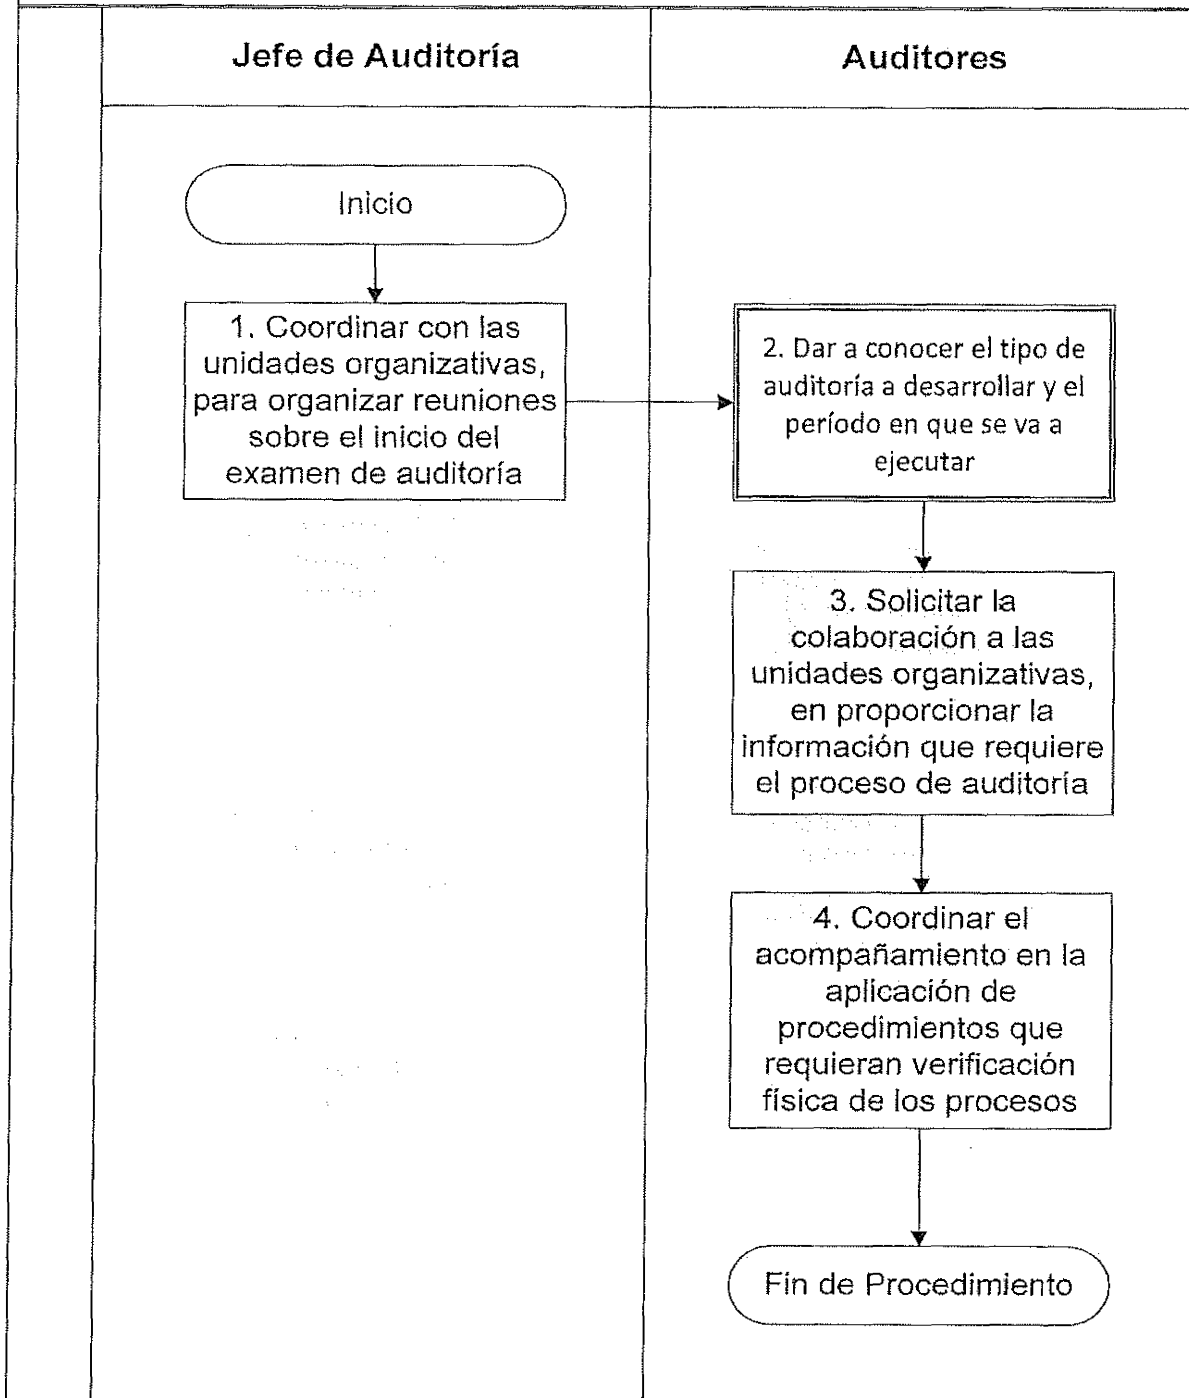 Jefe de Auditoría
Auditores
Inicio
1. Coordinar con las
unidades organizativas,
para organizar reuniones
sobre el inicio del
examen de auditoría
2. Dar a conocer el tipo de
auditoría a desarrollar y el
período en que se va a
ejecutar
3. Solicitar la
colaboración a las
unidades organizativas,
en proporcionar la
información que requiere
el proceso de auditoría
4. Coordinar el
acompañamiento en la
aplicación de
procedimientos que
requieran verificación
física de los procesos
Fin de Procedimiento